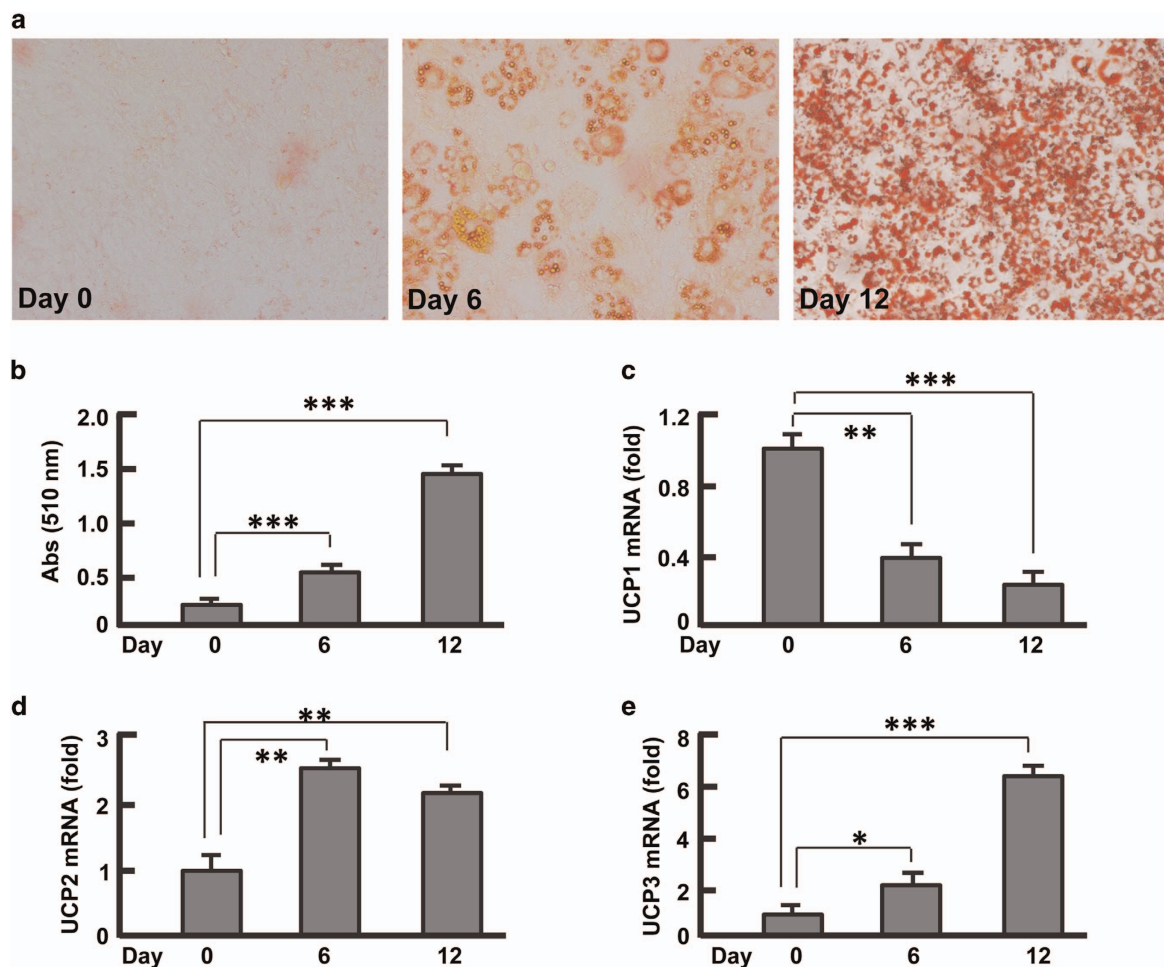 a
Day 0
Day 6
Day 12
b
Abs (510 nm)
2.0
1.5
1.0
0.5
0
***
***
Day 0 6 12
c
UCP1 mRNA (fold)
1.2
0.8
0.4
0
***
**
Day 0 6 12
d
UCP2 mRNA (fold)
3
2
1
0
**
**
Day 0 6 12
e
UCP3 mRNA (fold)
8
6
4
2
0
***
*
Day 0 6 12